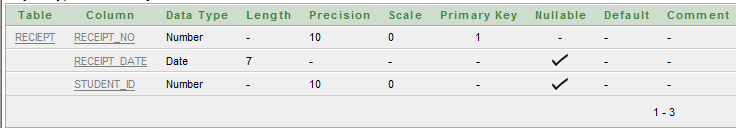 Table Column Data Type Length Precision Scale Primary Key Nullable Default Comment
RECIEPT RECEIPT_NO Number - 10 0 1 - - -
RECEIPT_DATE Date 7 - - - ✓ - -
STUDENT_ID Number - 10 0 - ✓ - -
1 - 3